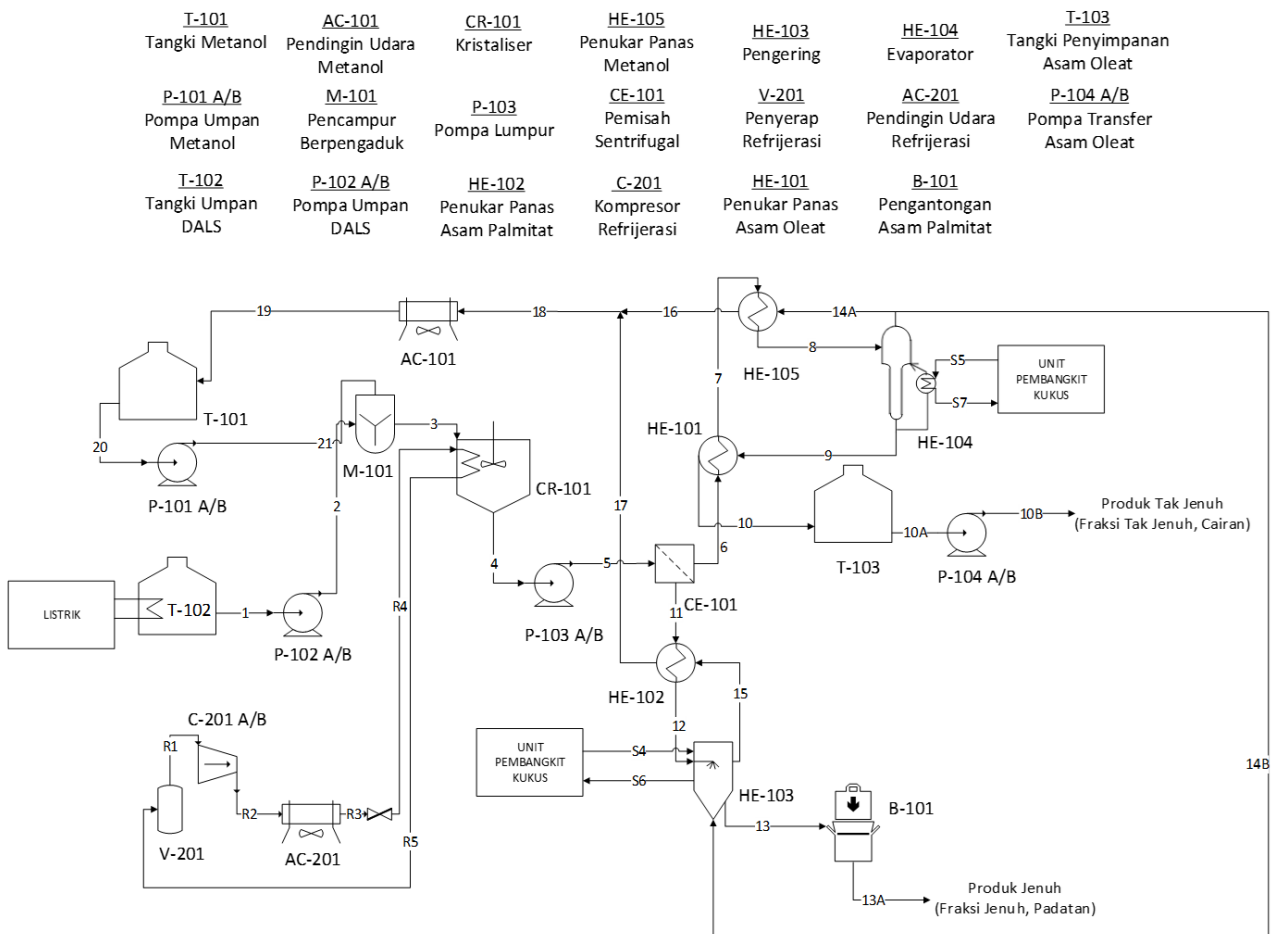 T-101
Tangki Metanol
AC-101
Pendingin Udara
Metanol
CR-101
Kristaliser
HE-105
Penukar Panas
Metanol
HE-103
Pengering
HE-104
Evaporator
T-103
Tangki Penyimpanan
Asam Oleat
P-101 A/B
Pompa Umpan
Metanol
M-101
Pencampur
Berpengaduk
P-103
Pompa Lumpur
CE-101
Pemisah
Sentrifugal
V-201
Penyerap
Refrijerasi
AC-201
Pendingin Udara
Refrijerasi
P-104 A/B
Pompa Transfer
Asam Oleat
T-102
Tangki Umpan
DALS
P-102 A/B
Pompa Umpan
DALS
HE-102
Penukar Panas
Asam Palmitat
C-201
Kompresor
Refrijerasi
HE-101
Penukar Panas
Asam Oleat
B-101
Pengantongan
Asam Palmitat
19
18
16
14A
AC-101
8
HE-105
S5
S7
UNIT
PEMBANGKIT
KUKUS
HE-104
7
T-101
20
P-101 A/B
21
M-101
3
CR-101
HE-101
9
2
17
10
T-103
10A
P-104 A/B
10B
Produk Tak Jenuh
(Fraksi Tak Jenuh, Cairan)
4
5
6
CE-101
P-103 A/B
11
LISTRIK
T-102
1
P-102 A/B
R4
HE-102
15
12
C-201 A/B
R1
R2
R3
R5
V-201
AC-201
UNIT
PEMBANGKIT
KUKUS
S4
S6
HE-103
13
B-101
14B
13A
Produk Jenuh
(Fraksi Jenuh, Padatan)